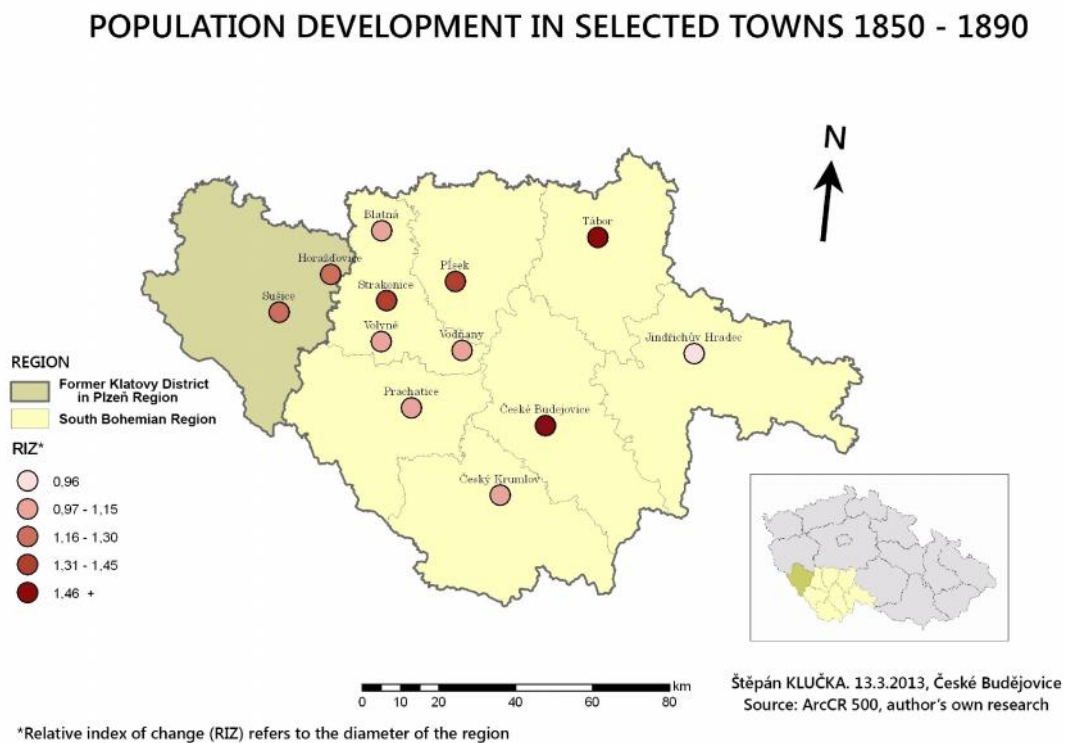 POPULATION DEVELOPMENT IN SELECTED TOWNS 1850 - 1890
N
Blatná
Tábor
Horažďovice
Písek
Sušice
Strakonice
Volyně
Vodňany
Jindřichúv Hradec
Prachatice
České Budejovice
Český Krumlov
REGION
Former Klatovy District
in Plzeň Region
South Bohemian Region
RIZ*
0,96
0,97 - 1,15
1,16 - 1,30
1,31 - 1,45
1,46 +
km
0 10 20 40 60 80
Štěpán KLUČKA. 13.3.2013, České Budějovice
Source: ArcCR 500, author's own research
*Relative index of change (RIZ) refers to the diameter of the region